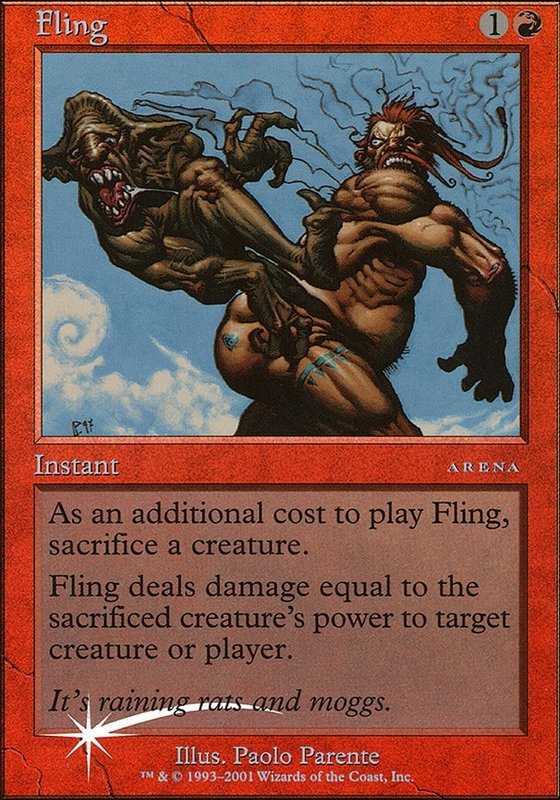 Fling 1
Instant ARENA
As an additional cost to play Fling,
sacrifice a creature.
Fling deals damage equal to the
sacrificed creature's power to target
creature or player.
It's raining rats and moggs.
Illus. Paolo Parente
™ & © 1993–2001 Wizards of the Coast, Inc.